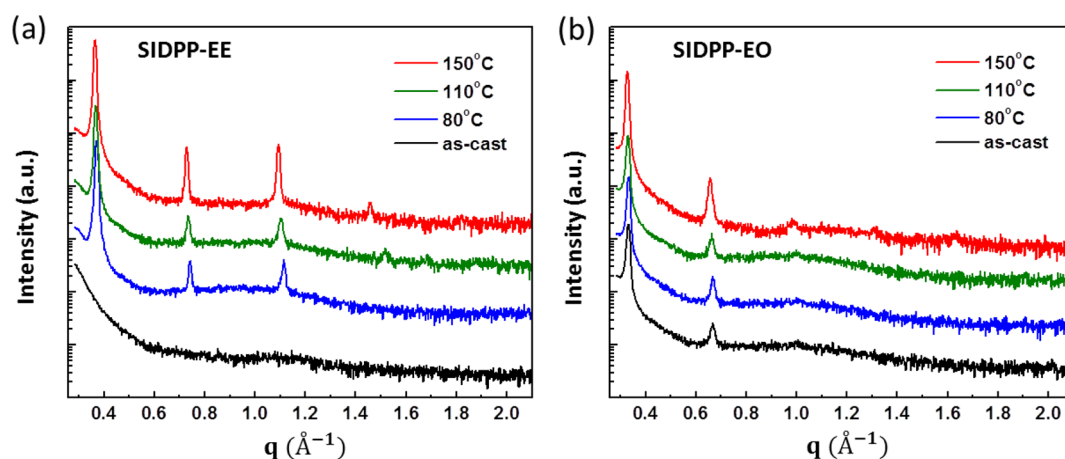 (a)
SIDPP-EE
150°C
110°C
80°C
as-cast
Intensity (a.u.)
0.4 0.6 0.8 1.0 1.2 1.4 1.6 1.8 2.0
q (Å⁻¹)
(b)
SIDPP-EO
150°C
110°C
80°C
as-cast
Intensity (a.u.)
0.4 0.6 0.8 1.0 1.2 1.4 1.6 1.8 2.0
q (Å⁻¹)